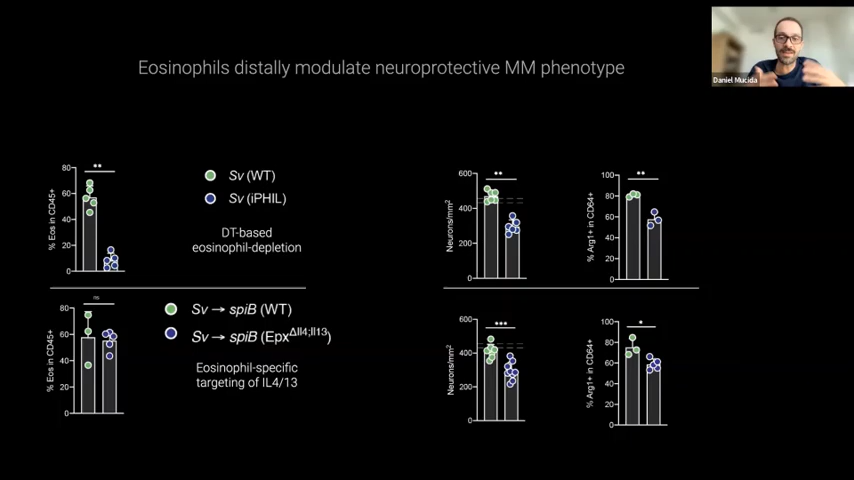 Daniel Mucida
Eosinophils distally modulate neuroprotective MM phenotype
% Eos in CD45+
80
60
40
20
0
**
Sv (WT)
Sv (iPHIL)
DT-based
eosinophil-depletion
Neurons/mm²
600
400
200
0
**
% Arg1+ in CD64+
100
80
60
40
20
0
**
% Eos in CD45+
80
60
40
20
0
ns
Sv → spiB (WT)
Sv → spiB (Epx^ΔIl4;Il13)
Eosinophil-specific
targeting of IL4/13
Neurons/mm²
600
400
200
0
***
% Arg1+ in CD64+
100
80
60
40
20
0
*